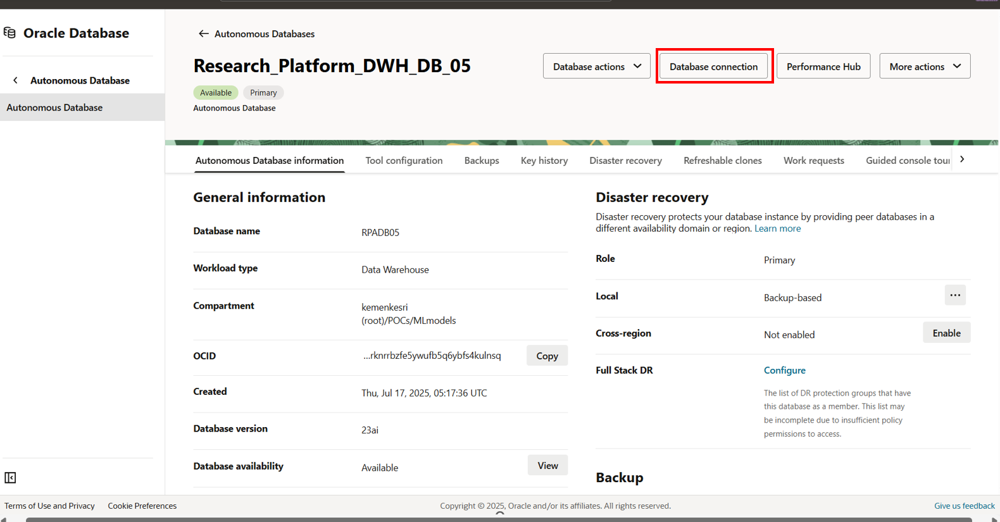 Oracle Database
Autonomous Database
Autonomous Database
Autonomous Databases
Research_Platform_DWH_DB_05
Available Primary
Autonomous Database
Database actions
Database connection
Performance Hub
More actions
Autonomous Database information
Tool configuration
Backups
Key history
Disaster recovery
Refreshable clones
Work requests
Guided console tour
General information
Database name RPADB05
Workload type Data Warehouse
Compartment kemenkesri
(root)/POCs/MLmodels
OCID ...rknrrbzfe5ywufb5q6ybfs4kulnsq Copy
Created Thu, Jul 17, 2025, 05:17:36 UTC
Database version 23ai
Database availability Available View
Disaster recovery
Disaster recovery protects your database instance by providing peer databases in a
different availability domain or region. Learn more
Role Primary
Local Backup-based ...
Cross-region Not enabled Enable
Full Stack DR Configure
The list of DR protection groups that have
this database as a member. This list may
be incomplete due to insufficient policy
permissions to access.
Backup
Terms of Use and Privacy Cookie Preferences
Copyright © 2025, Oracle and/or its affiliates. All rights reserved.
Give us feedback